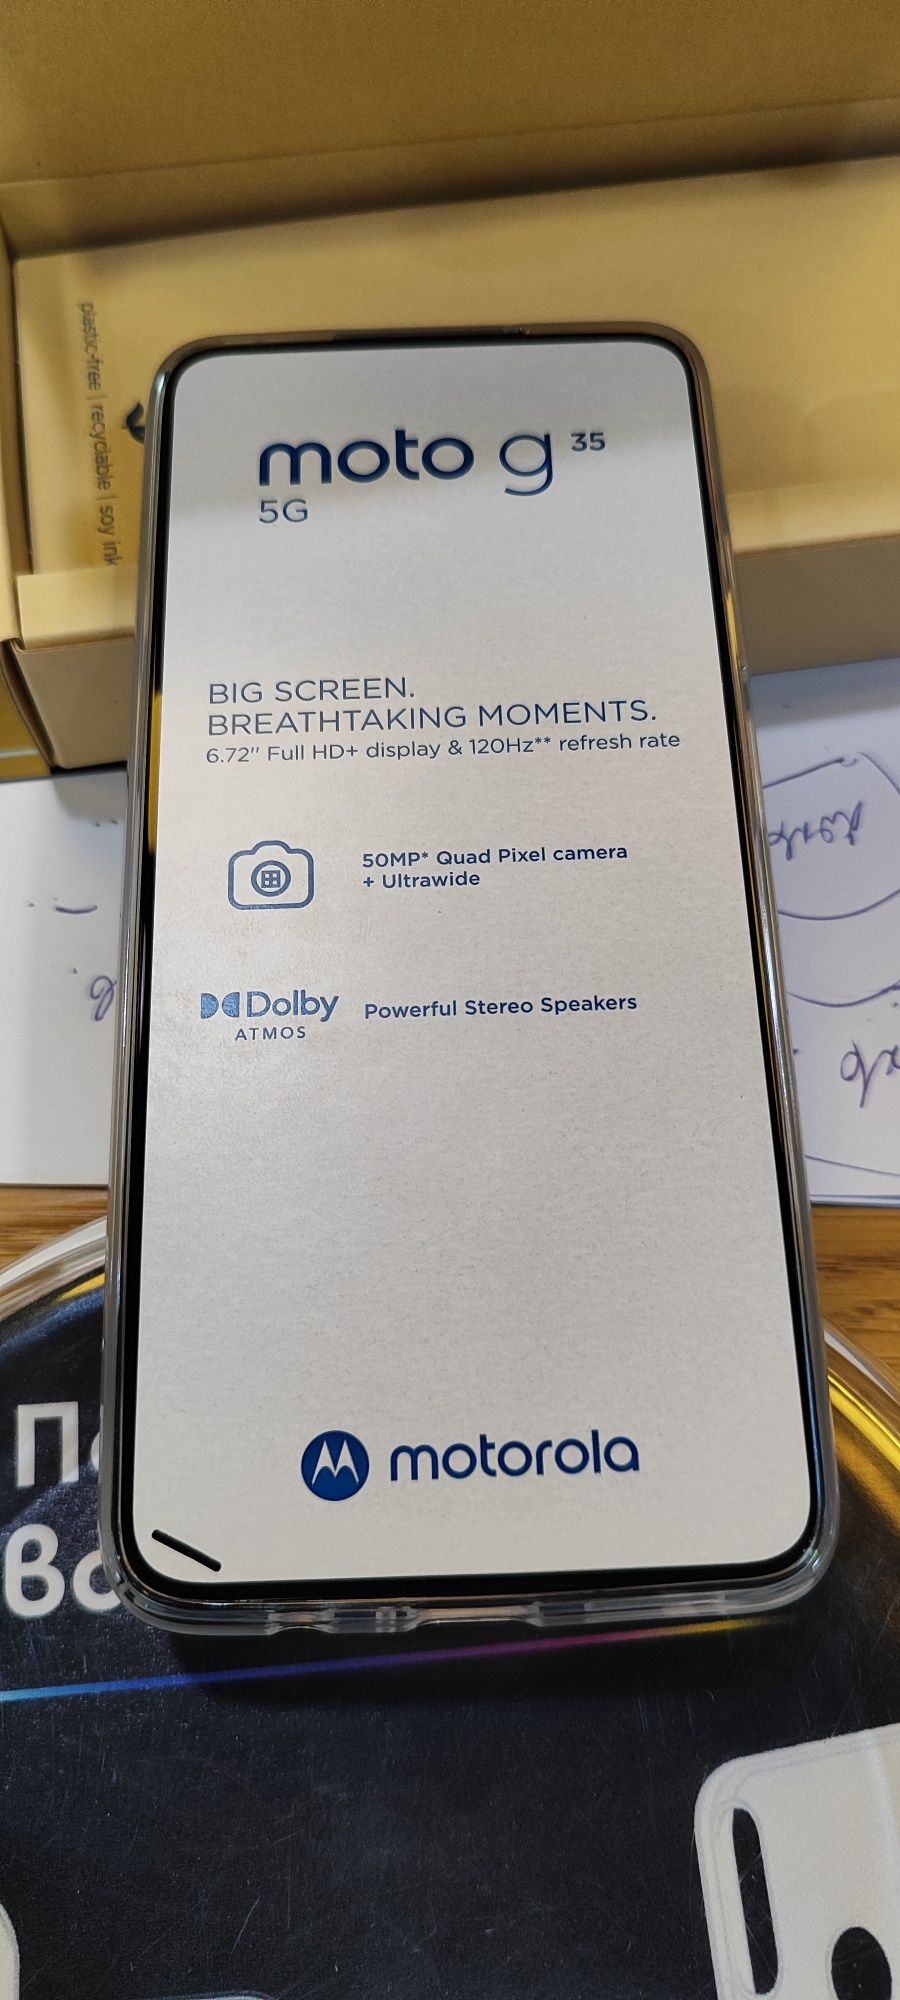 plastic-free | recyclable | soy ink
moto g 35
5G
BIG SCREEN.
BREATHTAKING MOMENTS.
6.72" Full HD+ display & 120Hz** refresh rate
50MP* Quad Pixel camera
+ Ultrawide
Dolby
ATMOS
Powerful Stereo Speakers
motorola